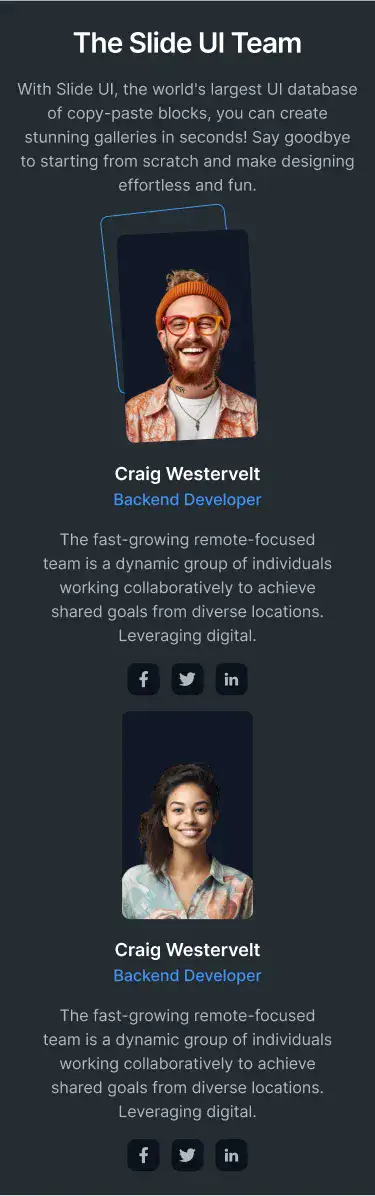 The Slide UI Team
With Slide UI, the world's largest UI database
of copy-paste blocks, you can create
stunning galleries in seconds! Say goodbye
to starting from scratch and make designing
effortless and fun.
Craig Westervelt
Backend Developer
The fast-growing remote-focused
team is a dynamic group of individuals
working collaboratively to achieve
shared goals from diverse locations.
Leveraging digital.
Craig Westervelt
Backend Developer
The fast-growing remote-focused
team is a dynamic group of individuals
working collaboratively to achieve
shared goals from diverse locations.
Leveraging digital.